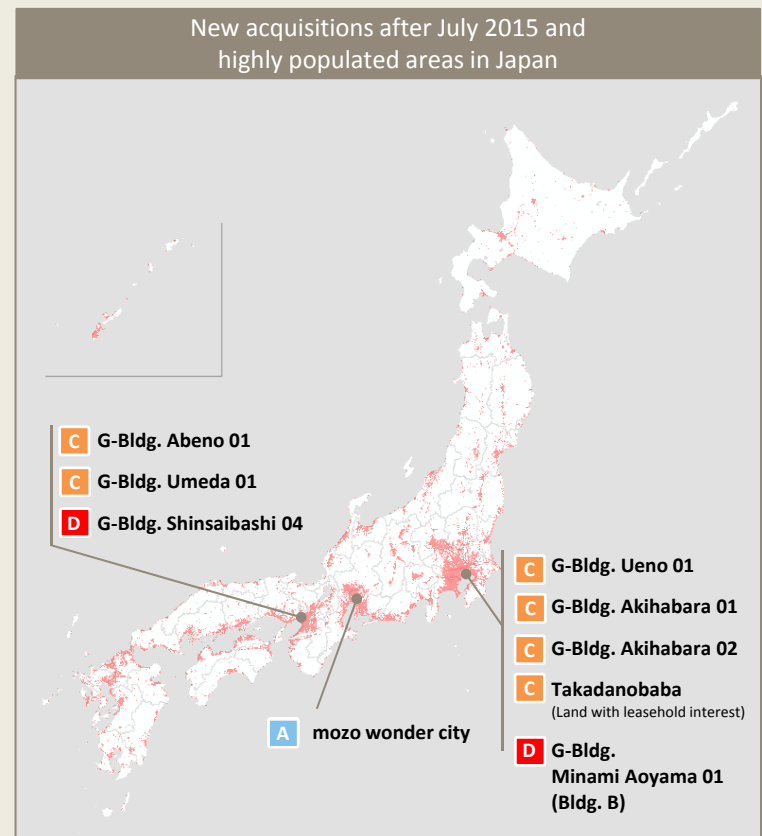 New acquisitions after July 2015 and
highly populated areas in Japan
C G-Bldg. Abeno 01
C G-Bldg. Umeda 01
D G-Bldg. Shinsaibashi 04
A mozo wonder city
C G-Bldg. Ueno 01
C G-Bldg. Akihabara 01
C G-Bldg. Akihabara 02
C Takadanobaba
(Land with leasehold interest)
D G-Bldg.
Minami Aoyama 01
(Bldg. B)